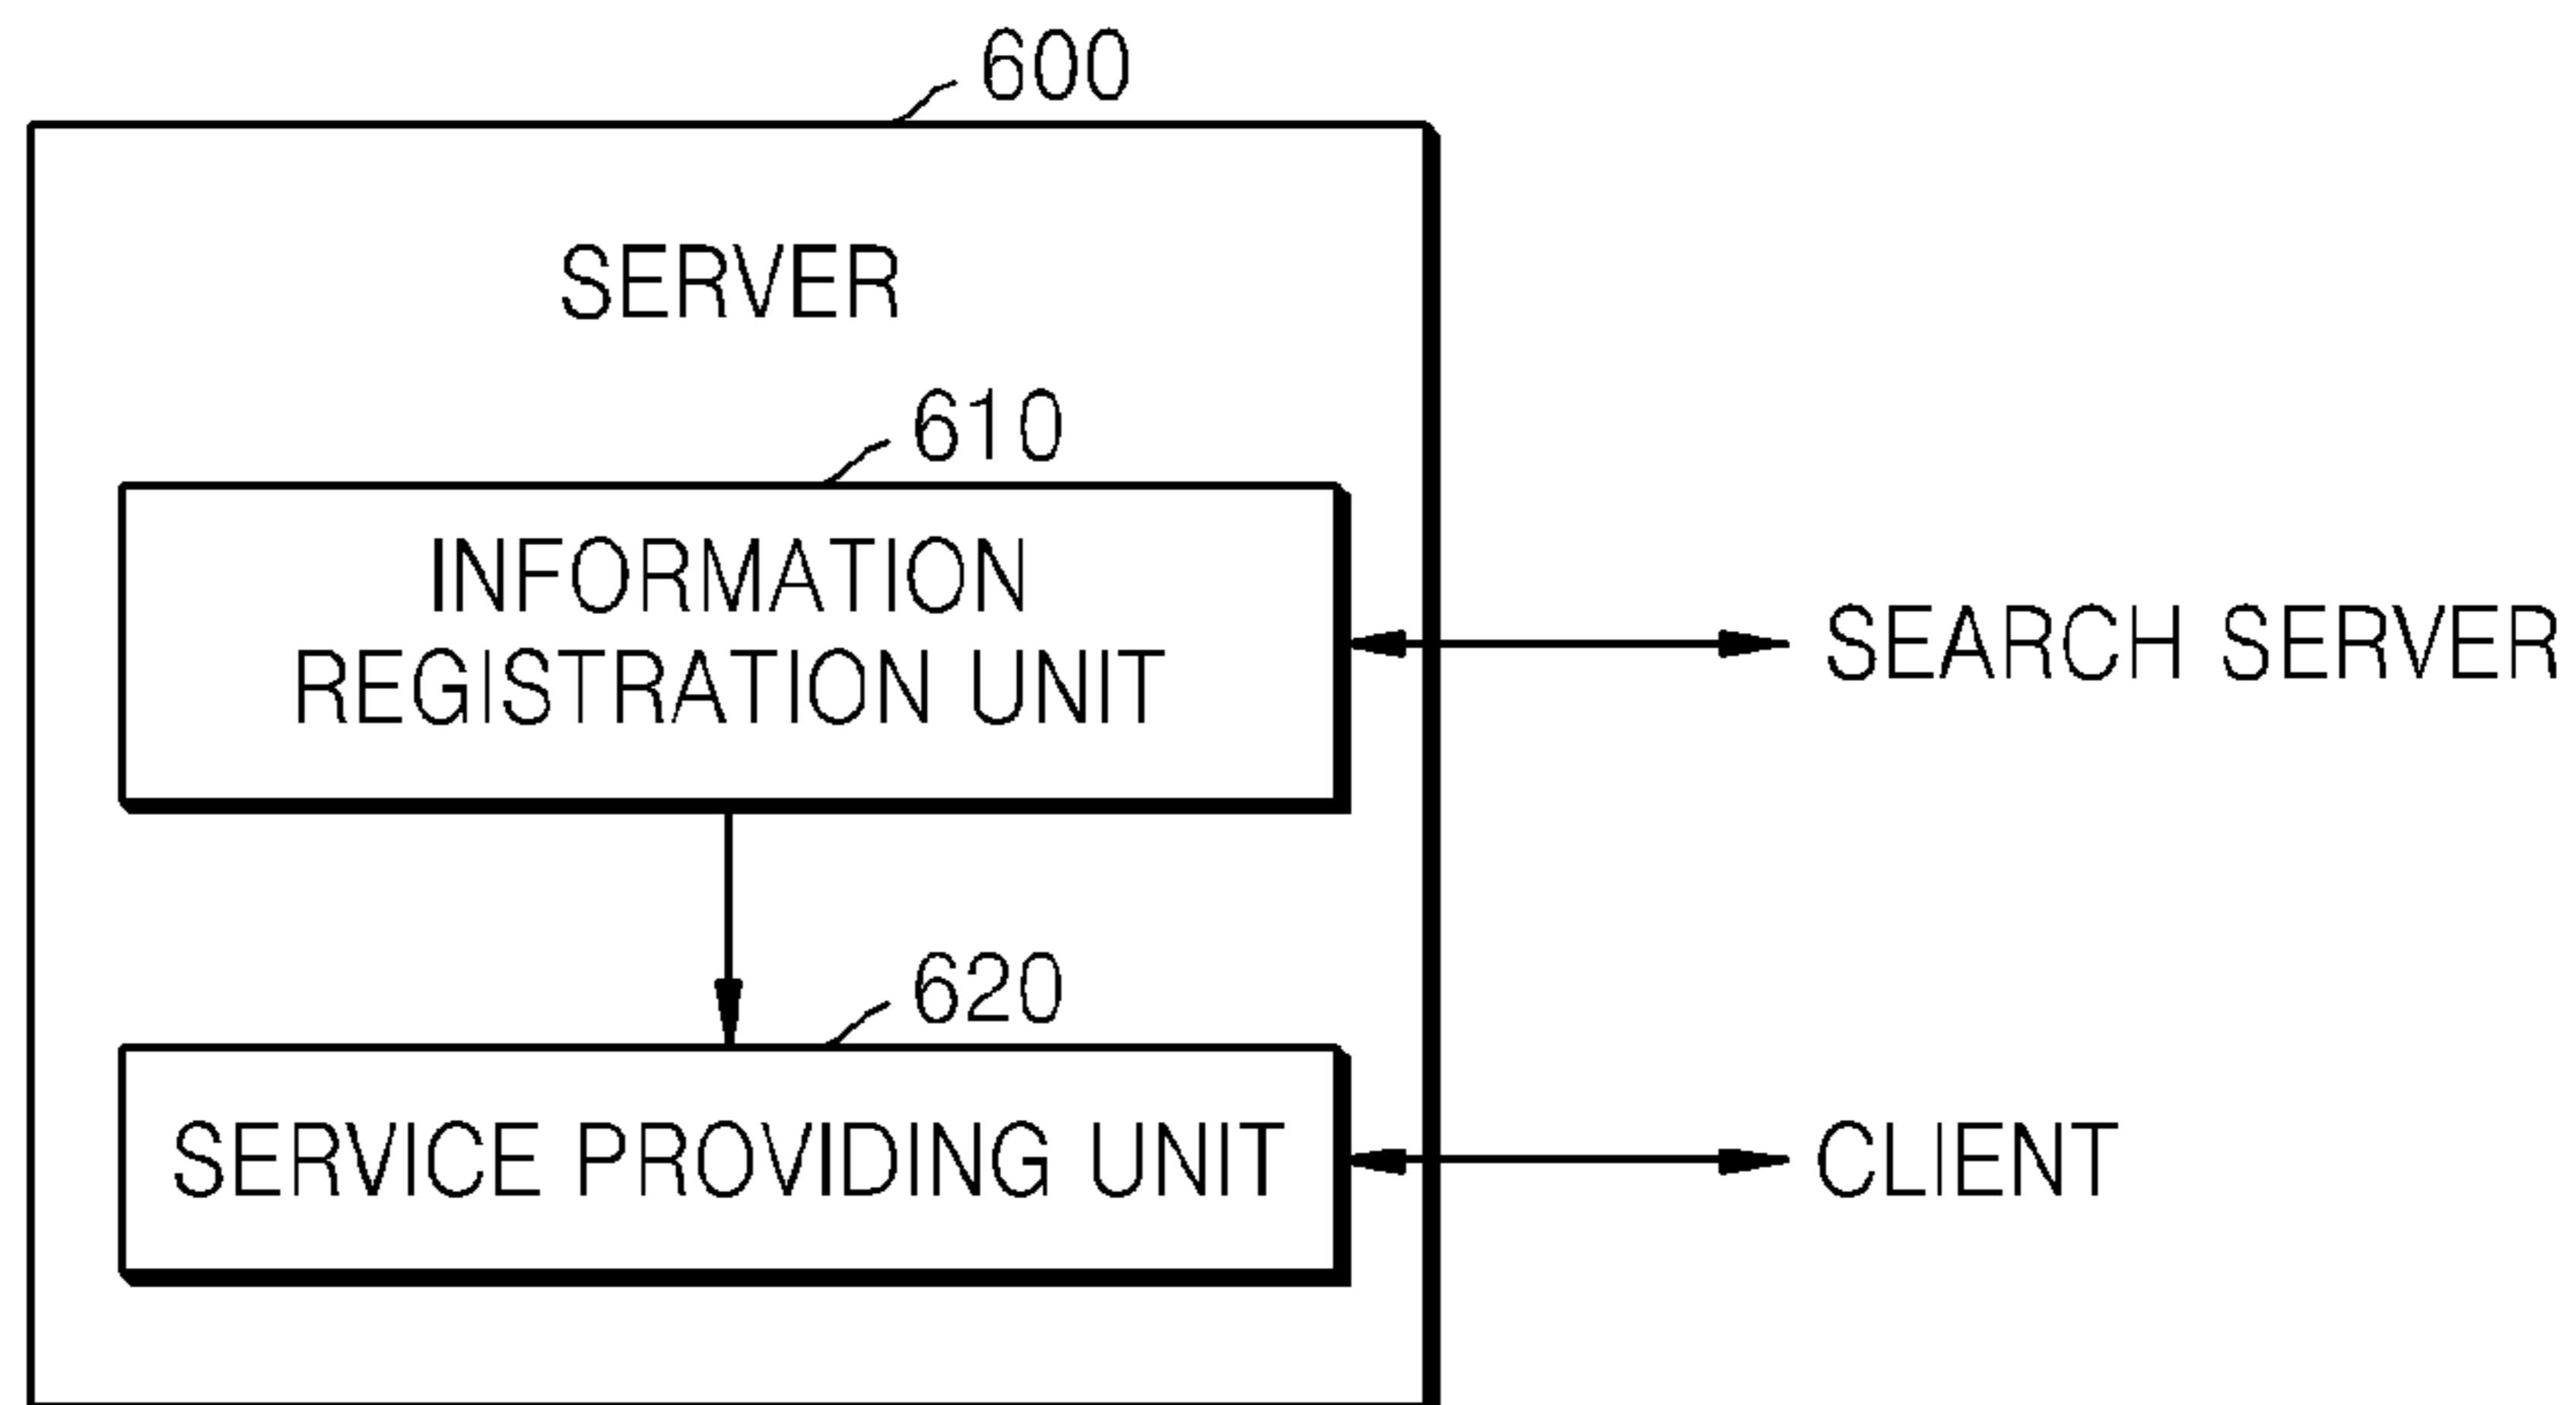 600
SERVER
610
INFORMATION
REGISTRATION UNIT
SEARCH SERVER
620
SERVICE PROVIDING UNIT
CLIENT